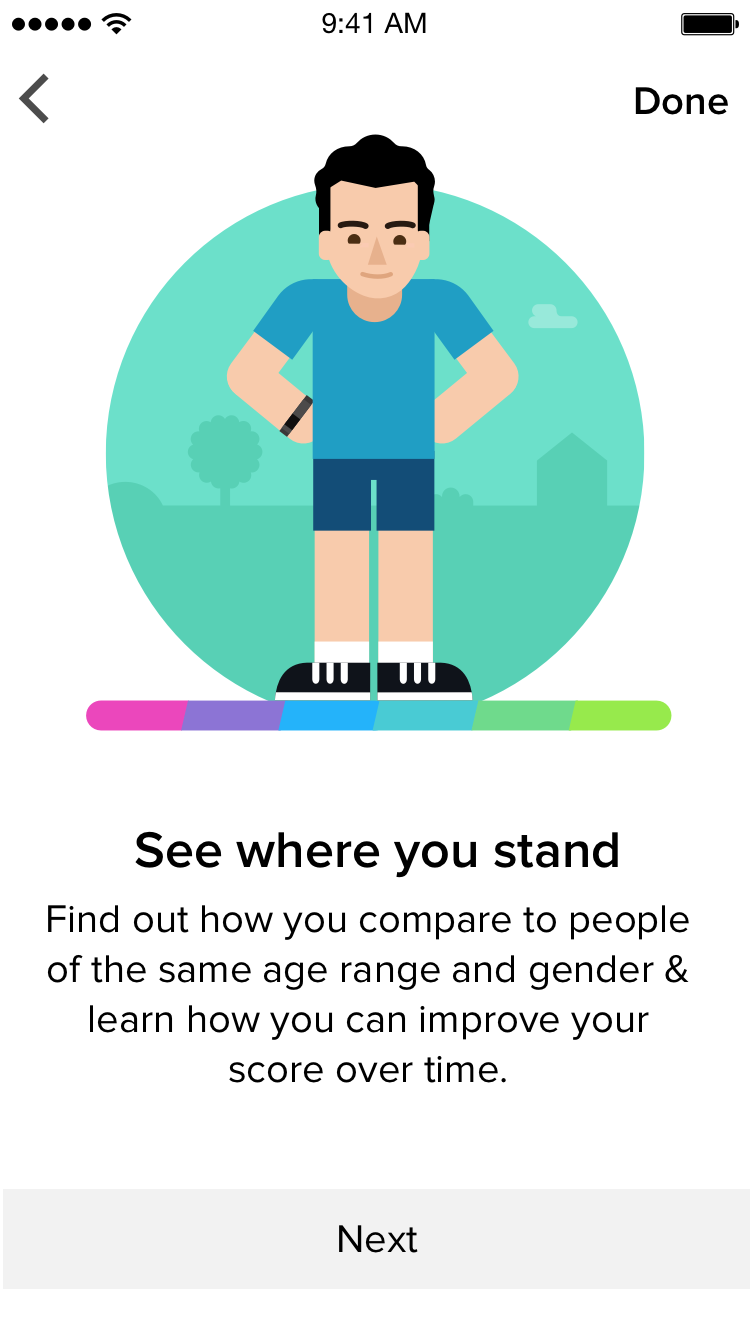 9:41 AM
Done
See where you stand
Find out how you compare to people
of the same age range and gender &
learn how you can improve your
score over time.
Next